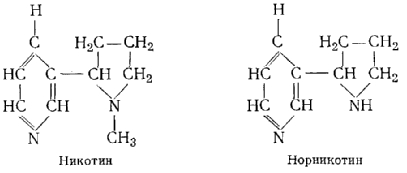 H H
C H₂C CH₂ C H₂C CH₂
HC C CH CH₂ HC C CH CH₂
HC CH N HC CH NH
N CH₃ N
Никотин Норникотин